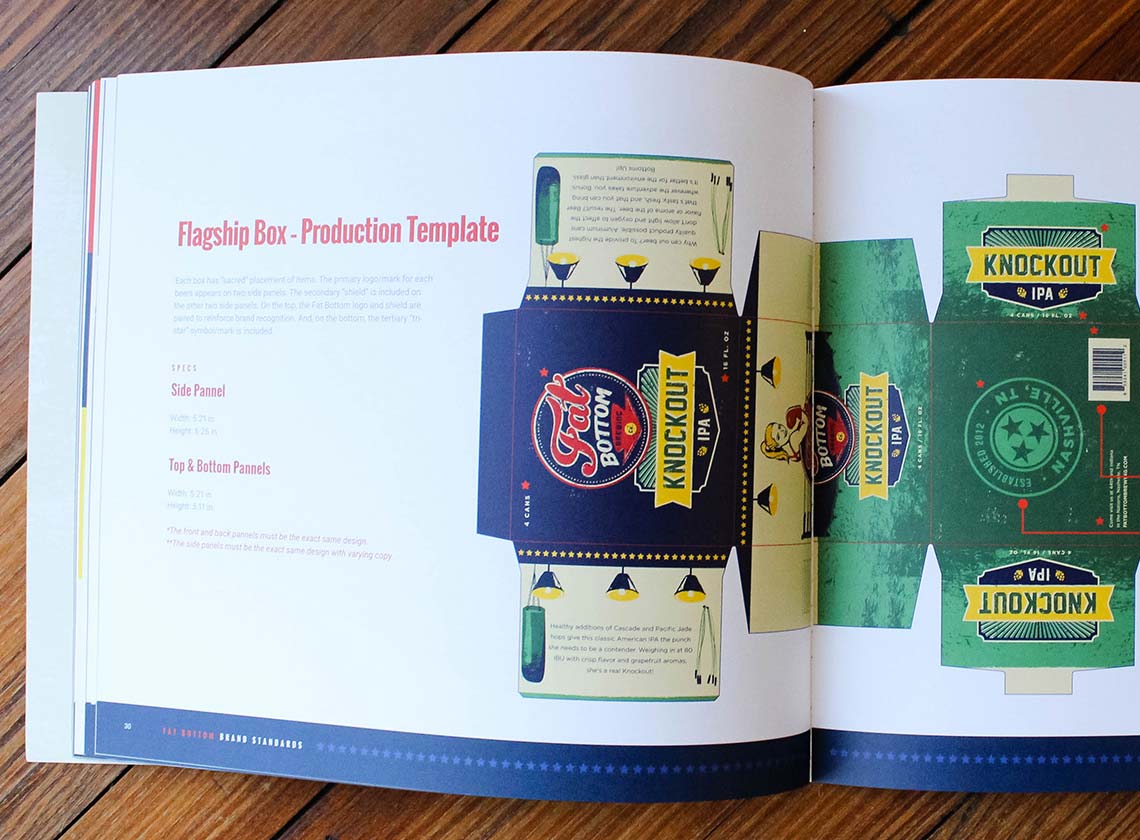 Flagship Box - Production Template
Each box has "sacred" placement of items. The primary logo/mark for each
beers appears on two side panels. The secondary "shield" is included on
the other two side panels. On the top, the Fat Bottom logo and shield are
paired to reinforce brand recognition. And, on the bottom, the tertiary "tri-
star" symbol/mark is included.
SPECS
Side Pannel
Width: 5.21 in
Height: 6.25 in
Top & Bottom Pannels
Width: 5.21 in
Height: 5.11 in
*The front and back pannels must be the exact same design.
**The side panels must be the exact same design with varying copy
30
FAT BOTTOM BRAND STANDARDS
Why can our beer? To provide the highest
quality product, possible. Aluminum cans
don't allow light and oxygen to affect the
flavor or aroma of the beer. The result? Beer
that's tasty, fresh, and that you can bring
wherever the adventure takes you. Bonus:
It's better for the environment than glass.
Bottoms Up!
Fat
BOTTOM
BREWING
KNOCKOUT
IPA
4 CANS
16 FL. OZ
Healthy additions of Cascade and Pacific Jade
hops give this classic American IPA the punch
she needs to be a contender. Weighing in at 80
IBU with crisp flavor and grapefruit aromas,
she's a real Knockout!
BOTTOM
KNOCKOUT
IPA
4 CANS / 16 FL. OZ
KNOCKOUT
IPA
4 CANS / 16 FL. OZ
ESTABLISHED 2012
NASHVILLE, TN
Come visit us at 44th and Indiana
in the Nations, Nashville, TN
FATBOTTOMBREWING.COM
4 CANS / 16 FL. OZ
IPA
KNOCKOUT